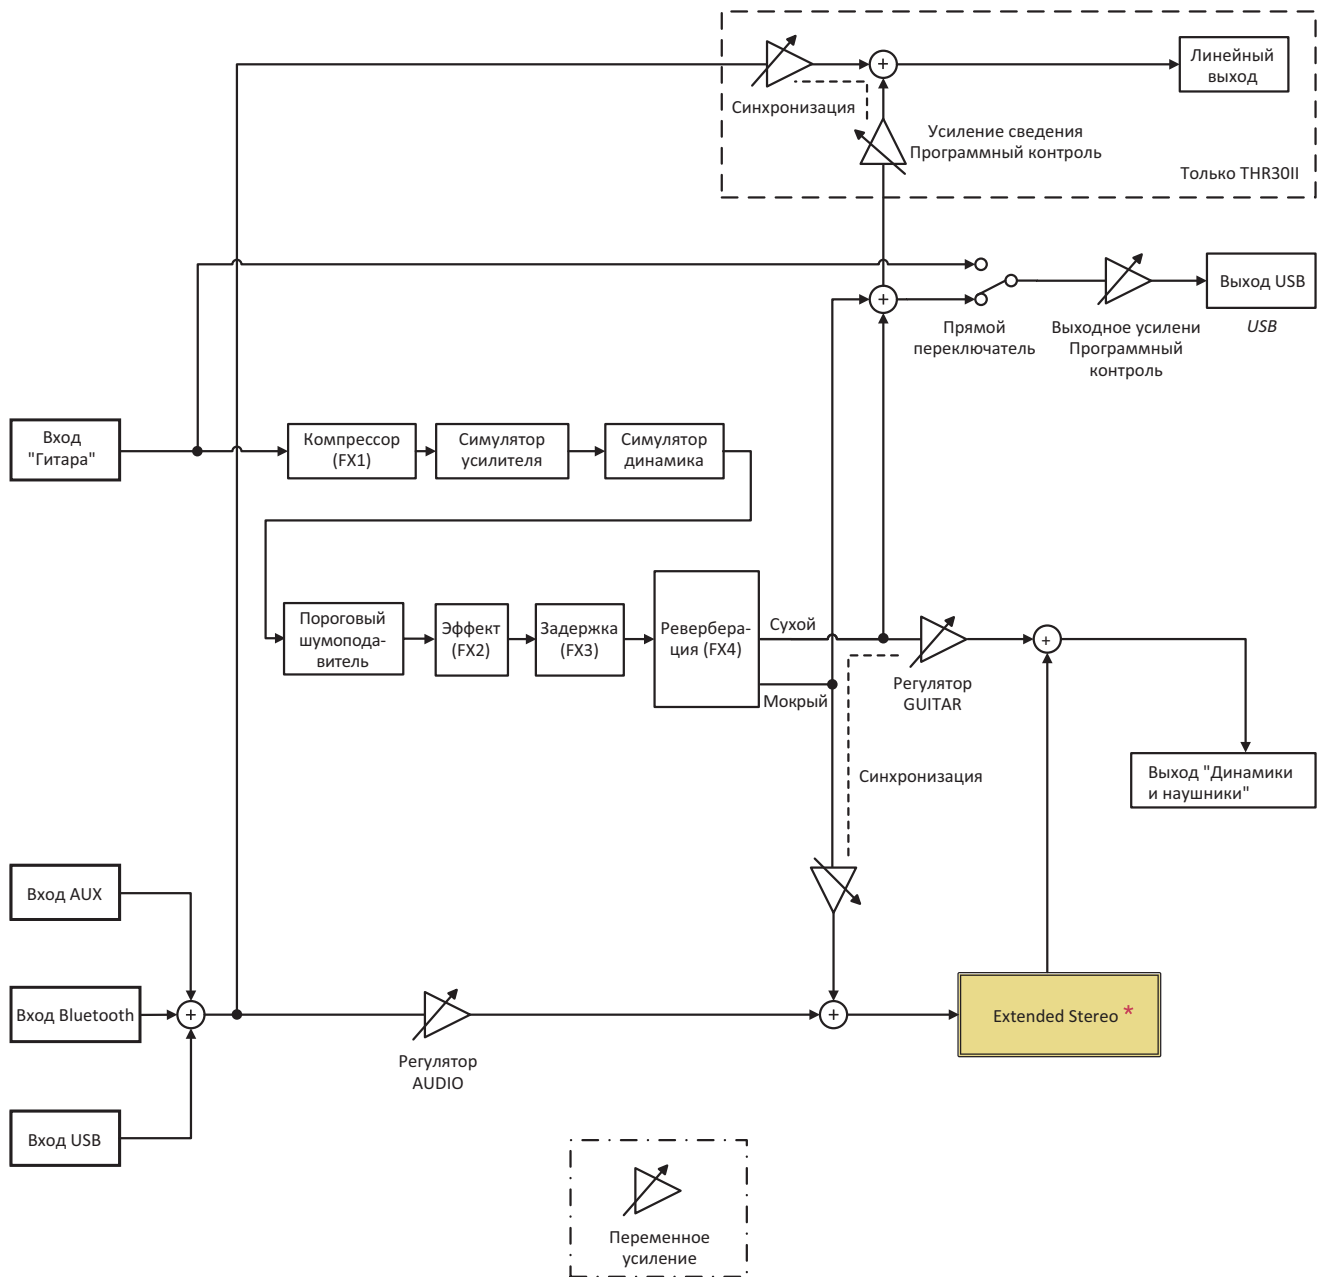 Линейный
выход
Синхронизация
Усиление сведения
Программный контроль
Только THR30II
+
+
Выход USB
USB
Прямой
переключатель
Выходное усилени
Программный
контроль
Вход
"Гитара"
Компрессор
(FX1)
Симулятор
усилителя
Симулятор
динамика
Пороговый
шумопода-
витель
Эффект
(FX2)
Задержка
(FX3)
Ревербера-
ция (FX4)
Сухой
Мокрый
Регулятор
GUITAR
+
Синхронизация
Выход "Динамики
и наушники"
Вход AUX
Вход Bluetooth
+
Вход USB
Регулятор
AUDIO
+
Extended Stereo *
Переменное
усиление